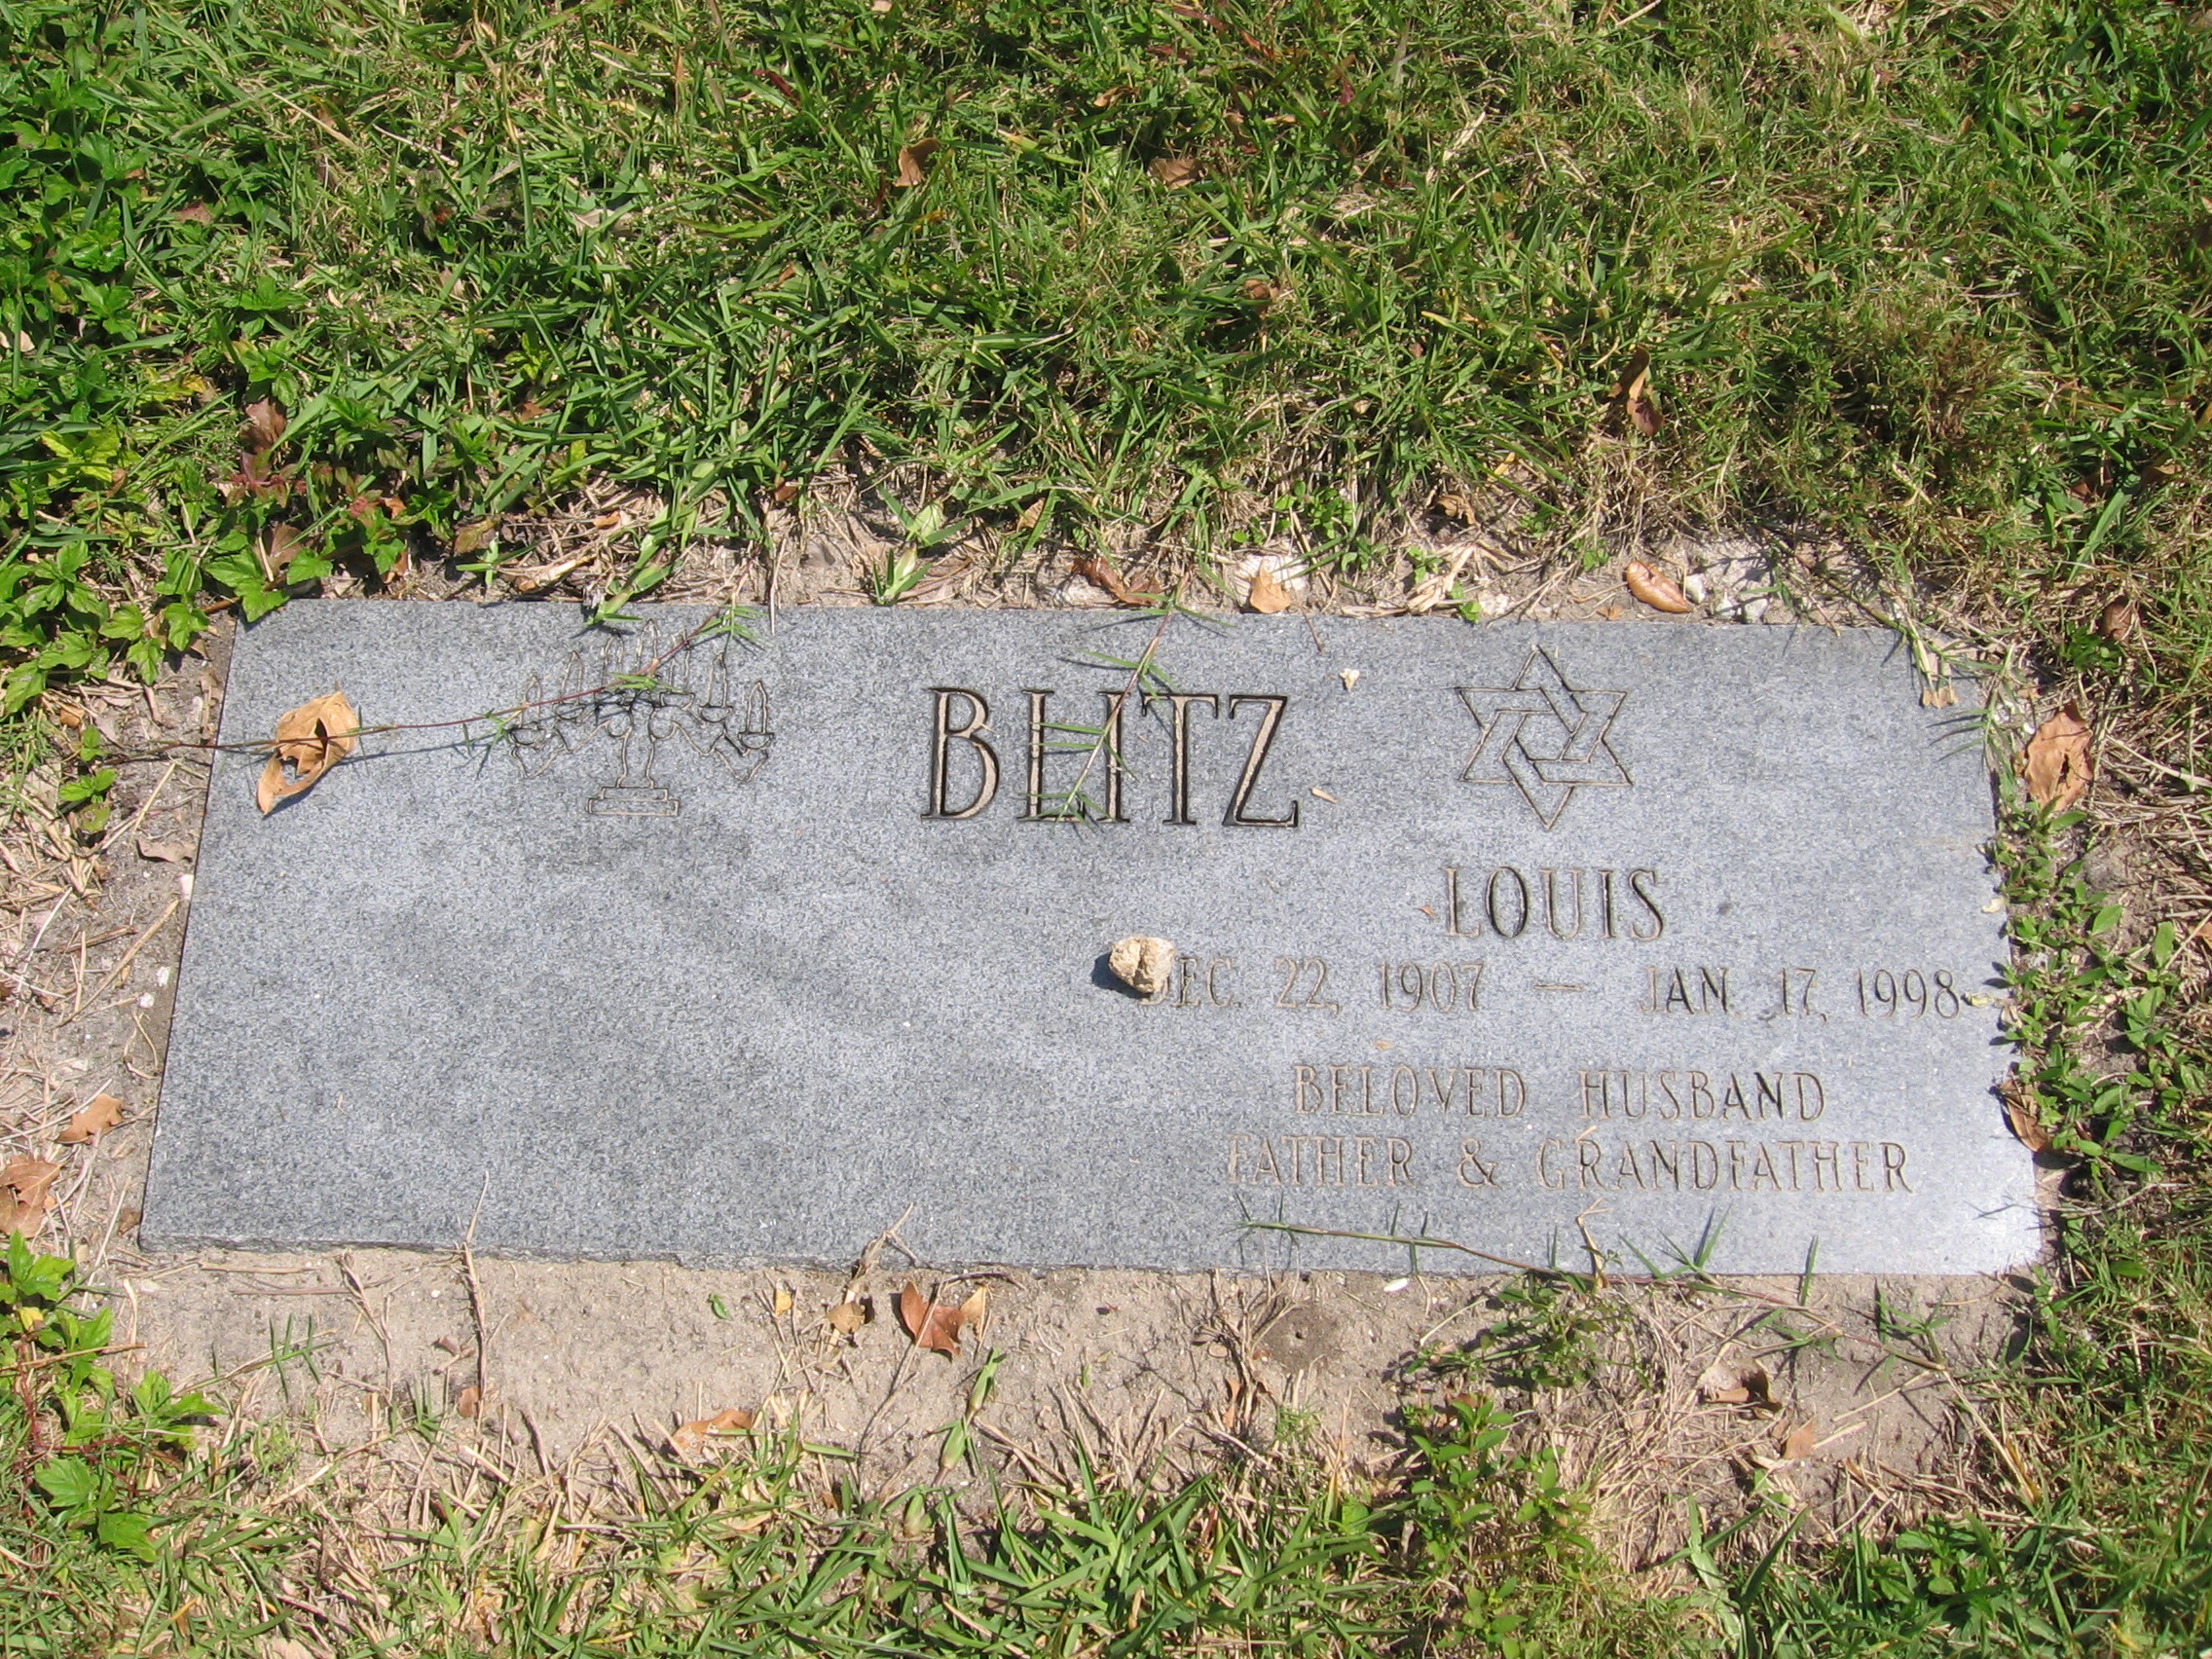 BLITZ
LOUIS
DEC. 22, 1907 — JAN. 17, 1998
BELOVED HUSBAND
FATHER & GRANDFATHER